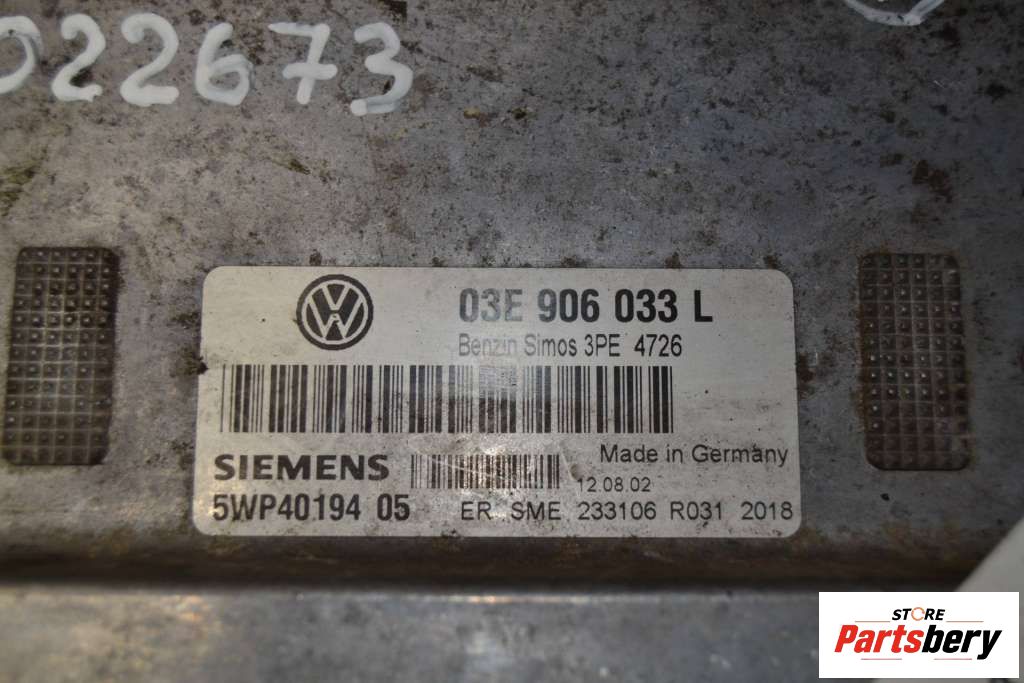 022673
03E 906 033 L
Benzin Simos 3PE 4726
Made in Germany
SIEMENS
12.08.02
5WP40194 05
ER SME 233106 R031 2018
STORE
Partsbery